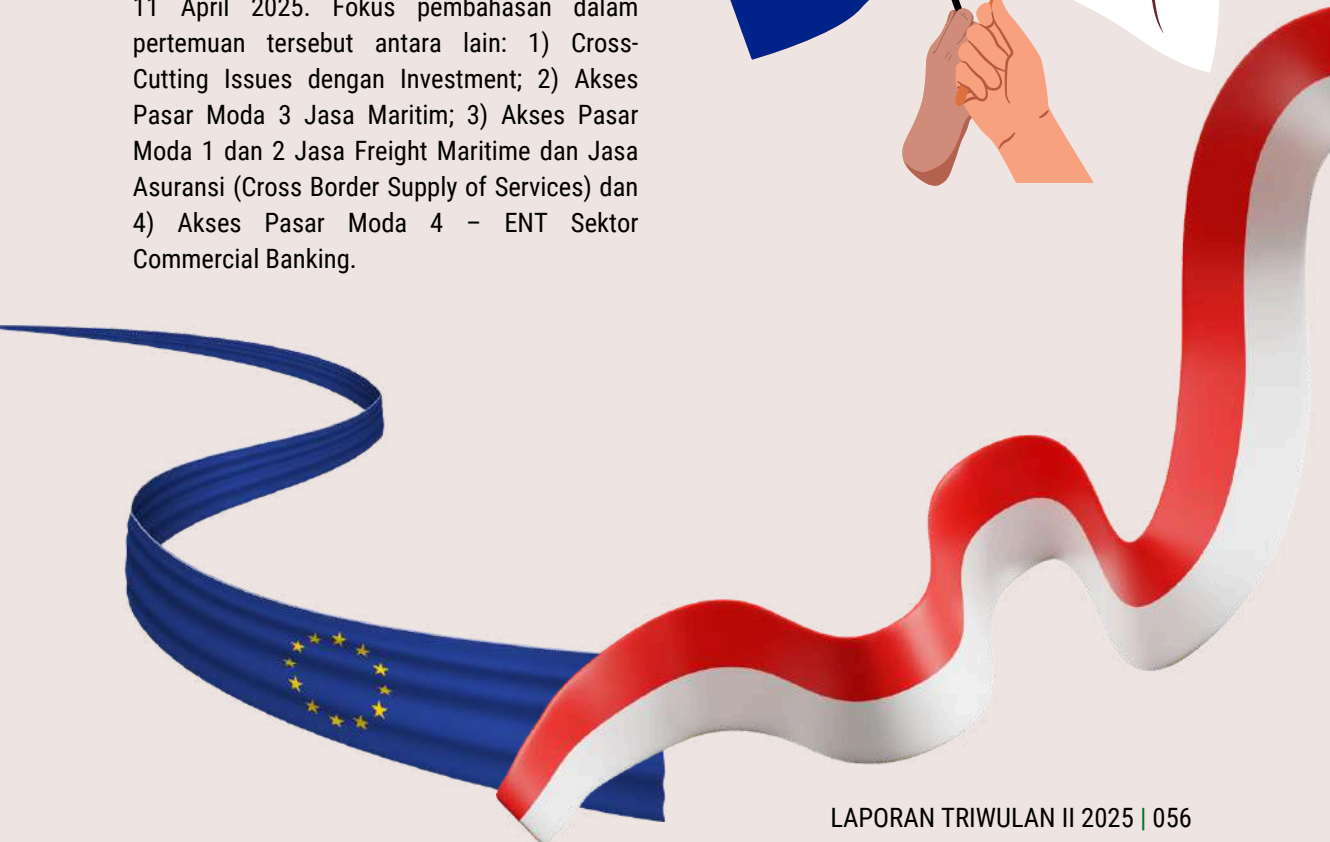 11 April 2025. Fokus pembahasan dalam
pertemuan tersebut antara lain: 1) Cross-
Cutting Issues dengan Investment; 2) Akses
Pasar Moda 3 Jasa Maritim; 3) Akses Pasar
Moda 1 dan 2 Jasa Freight Maritime dan Jasa
Asuransi (Cross Border Supply of Services) dan
4) Akses Pasar Moda 4 – ENT Sektor
Commercial Banking.
LAPORAN TRIWULAN II 2025 | 056